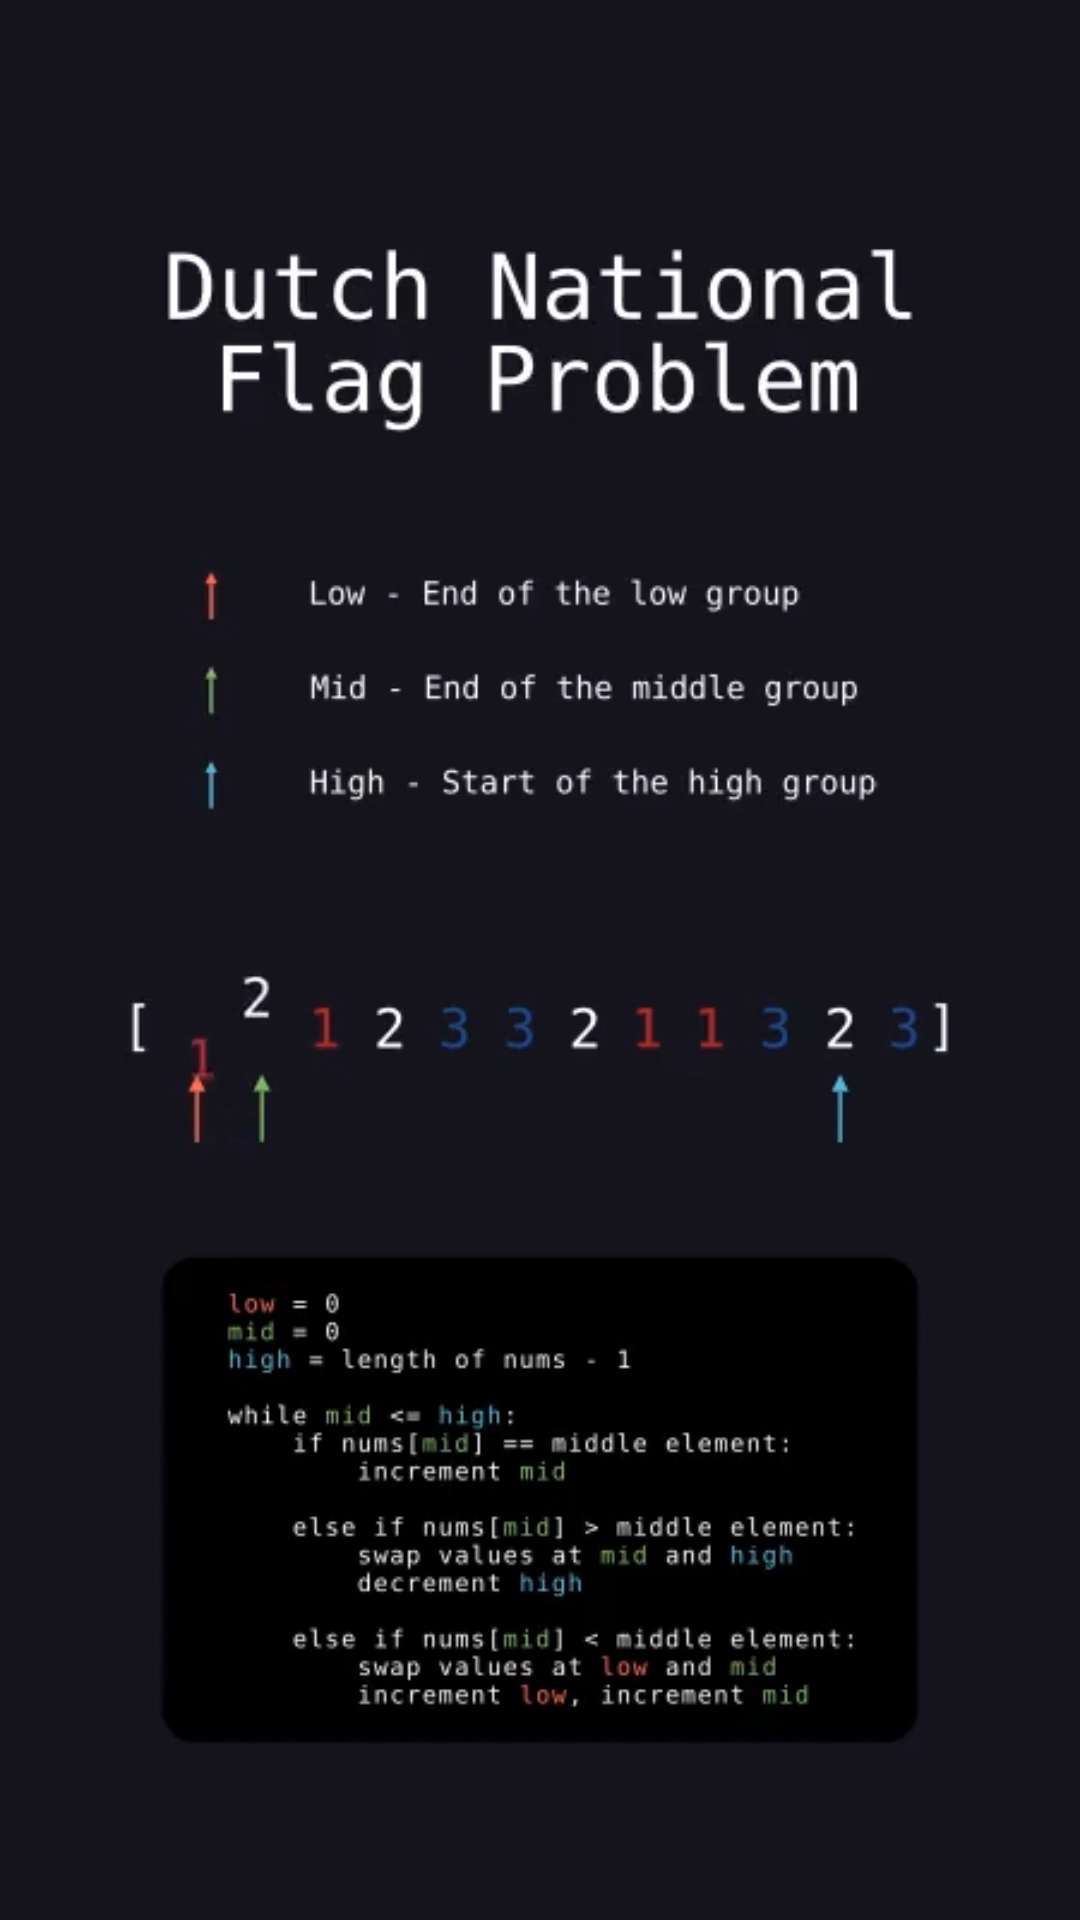 Dutch National
Flag Problem
Low - End of the low group
Mid - End of the middle group
High - Start of the high group
[ 1 2 1 2 3 3 2 1 1 3 2 3 ]
low = 0
mid = 0
high = length of nums - 1
while mid <= high:
if nums[mid] == middle element:
increment mid
else if nums[mid] > middle element:
swap values at mid and high
decrement high
else if nums[mid] < middle element:
swap values at low and mid
increment low, increment mid